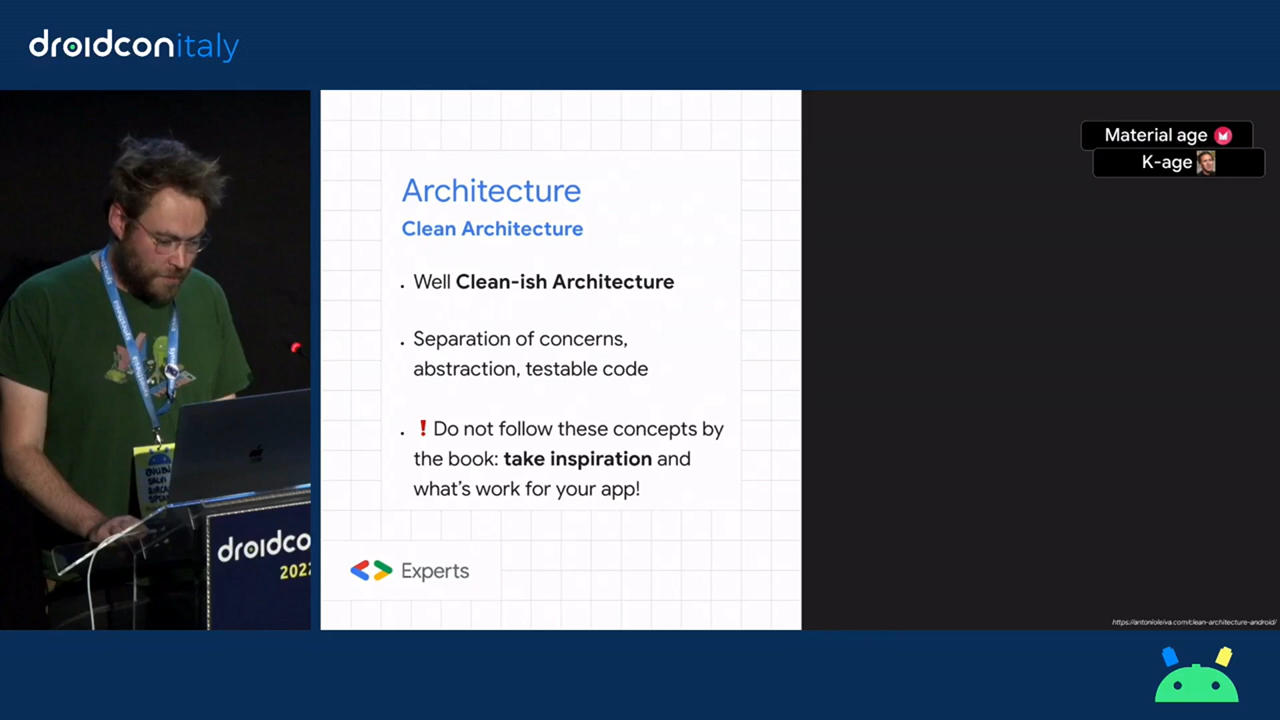 droidconitaly
Material age
K-age
Architecture
Clean Architecture
. Well Clean-ish Architecture
. Separation of concerns,
abstraction, testable code
. ❗ Do not follow these concepts by
the book: take inspiration and
what's work for your app!
<> Experts
droidco
2022
https://antonioleiva.com/clean-architecture-android/